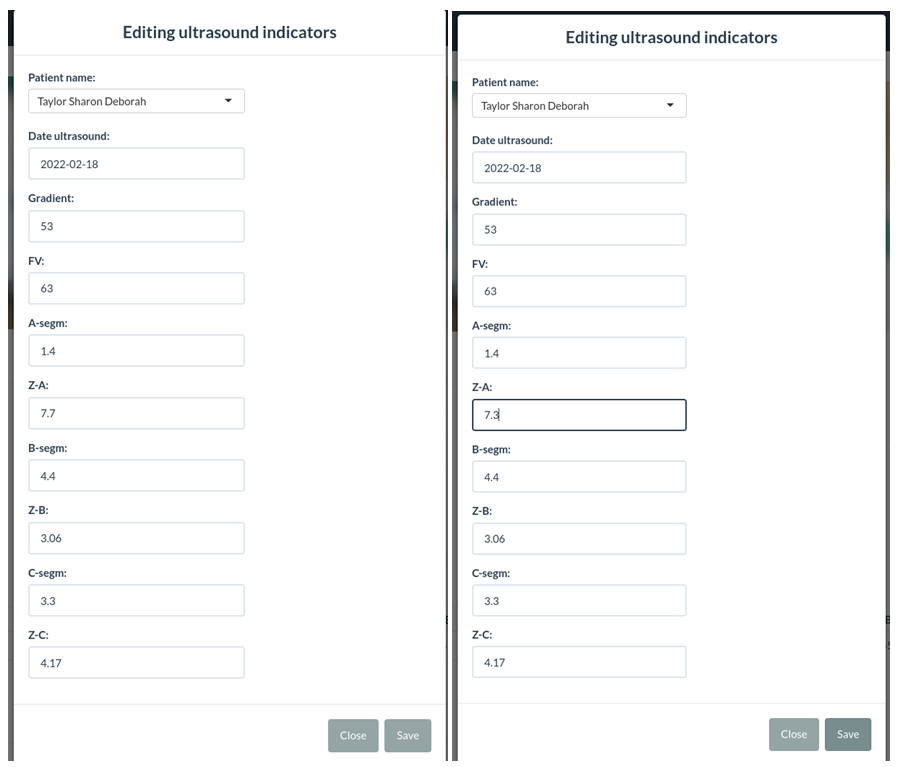 Editing ultrasound indicators
Patient name:
Taylor Sharon Deborah
Date ultrasound:
2022-02-18
Gradient:
53
FV:
63
A-segm:
1.4
Z-A:
7.7
B-segm:
4.4
Z-B:
3.06
C-segm:
3.3
Z-C:
4.17
Close Save
Editing ultrasound indicators
Patient name:
Taylor Sharon Deborah
Date ultrasound:
2022-02-18
Gradient:
53
FV:
63
A-segm:
1.4
Z-A:
7.3
B-segm:
4.4
Z-B:
3.06
C-segm:
3.3
Z-C:
4.17
Close Save